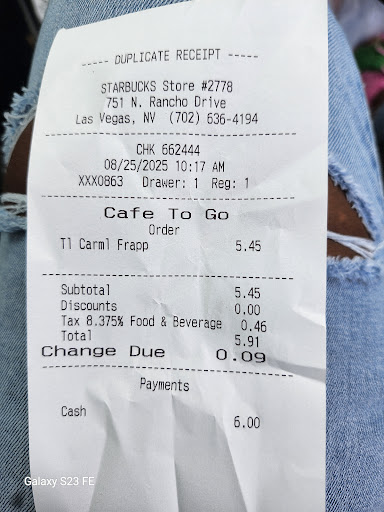 ----- DUPLICATE RECEIPT -----
STARBUCKS Store #2778
751 N. Rancho Drive
Las Vegas, NV (702) 636-4194
CHK 662444
08/25/2025 10:17 AM
XXX0863 Drawer: 1 Reg: 1
Cafe To Go
Order
Tl Carml Frapp 5.45
Subtotal 5.45
Discounts 0.00
Tax 8.375% Food & Beverage 0.46
Total 5.91
Change Due 0.09
Payments
Cash 6.00
Galaxy S23 FE